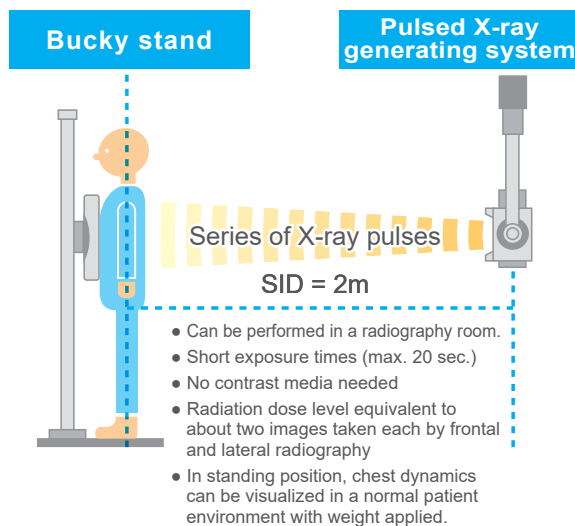 Bucky stand
Pulsed X-ray
generating system
Series of X-ray pulses
SID = 2m
● Can be performed in a radiography room.
● Short exposure times (max. 20 sec.)
● No contrast media needed
● Radiation dose level equivalent to
about two images taken each by frontal
and lateral radiography
● In standing position, chest dynamics
can be visualized in a normal patient
environment with weight applied.